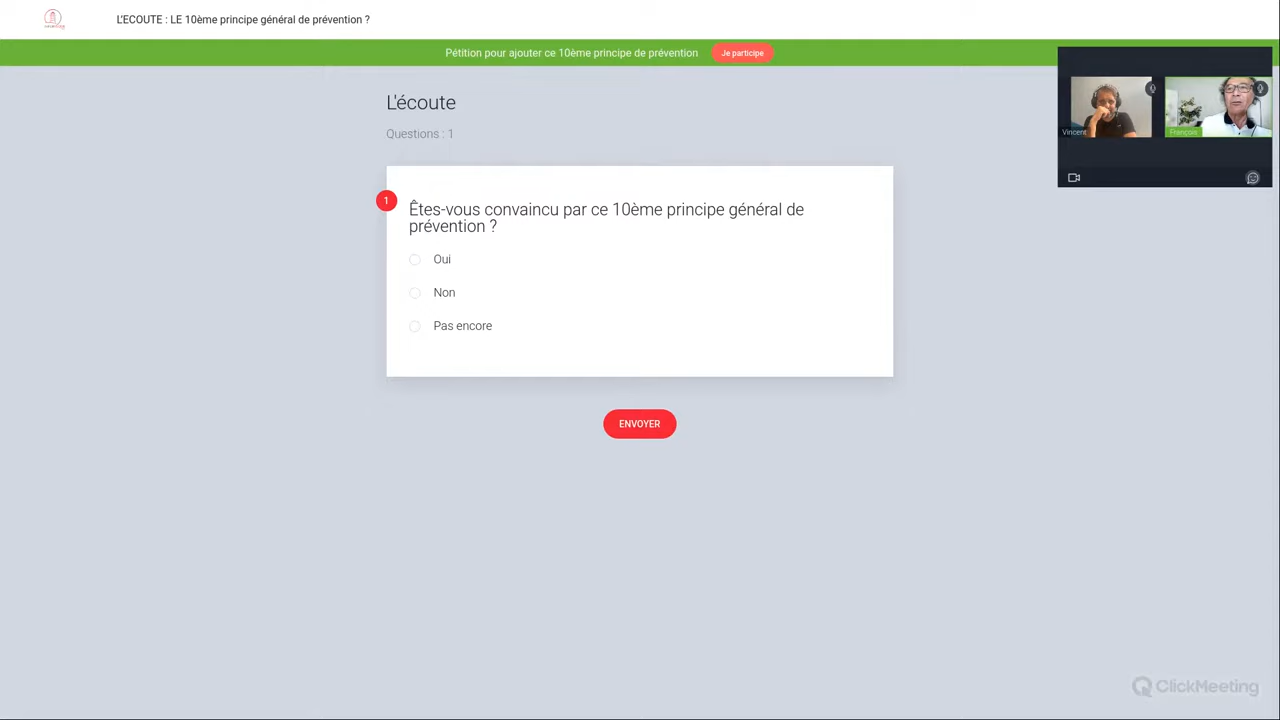 L'ECOUTE : LE 10ème principe général de prévention ?
Pétition pour ajouter ce 10ème principe de prévention
Je participe
L'écoute
Questions : 1
1
Êtes-vous convaincu par ce 10ème principe général de
prévention ?
Oui
Non
Pas encore
ENVOYER
Vincent
François
ClickMeeting